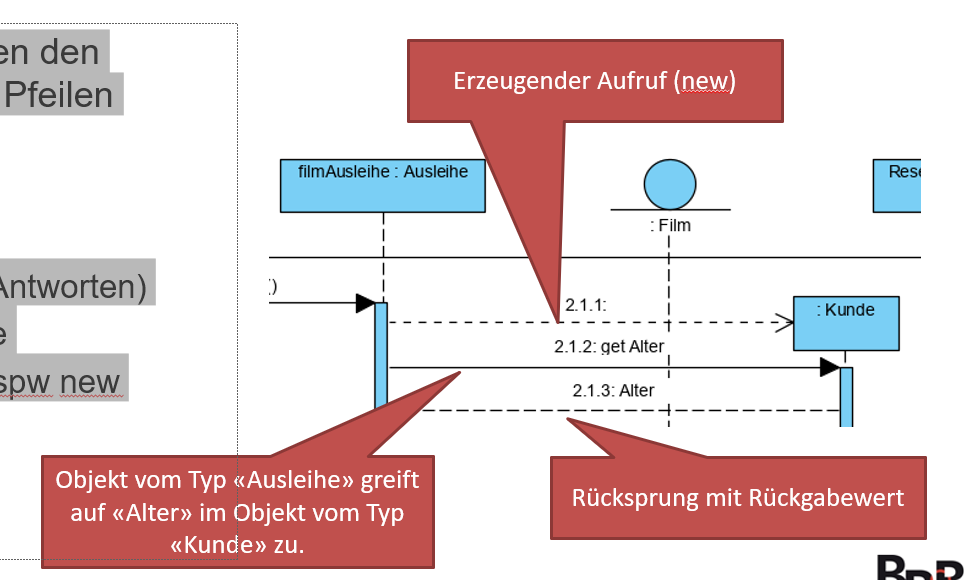 en den
Pfeilen
Antworten)
e
spw new
Erzeugender Aufruf (new)
filmAusleihe : Ausleihe
: Film
Rese
)
2.1.1:
: Kunde
2.1.2: get Alter
2.1.3: Alter
Objekt vom Typ «Ausleihe» greift
auf «Alter» im Objekt vom Typ
«Kunde» zu.
Rücksprung mit Rückgabewert